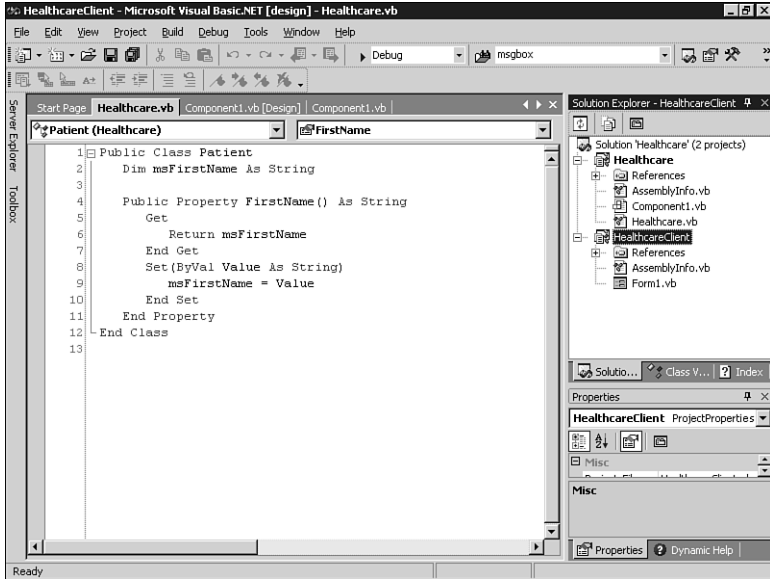 HealthcareClient - Microsoft Visual Basic.NET [design] - Healthcare.vb
File Edit View Project Build Debug Tools Window Help
Debug msgbox
Server Explorer
Toolbox
Start Page Healthcare.vb Component1.vb [Design] Component1.vb
Patient (Healthcare) FirstName
1 Public Class Patient
2 Dim msFirstName As String
3
4 Public Property FirstName() As String
5 Get
6 Return msFirstName
7 End Get
8 Set(ByVal Value As String)
9 msFirstName = Value
10 End Set
11 End Property
12 End Class
13
Solution Explorer - HealthcareClient
Solution 'Healthcare' (2 projects)
Healthcare
References
AssemblyInfo.vb
Component1.vb
Healthcare.vb
HealthcareClient
References
AssemblyInfo.vb
Form1.vb
Solutio... Class V... Index
Properties
HealthcareClient ProjectProperties
Misc
Misc
Properties Dynamic Help
Ready